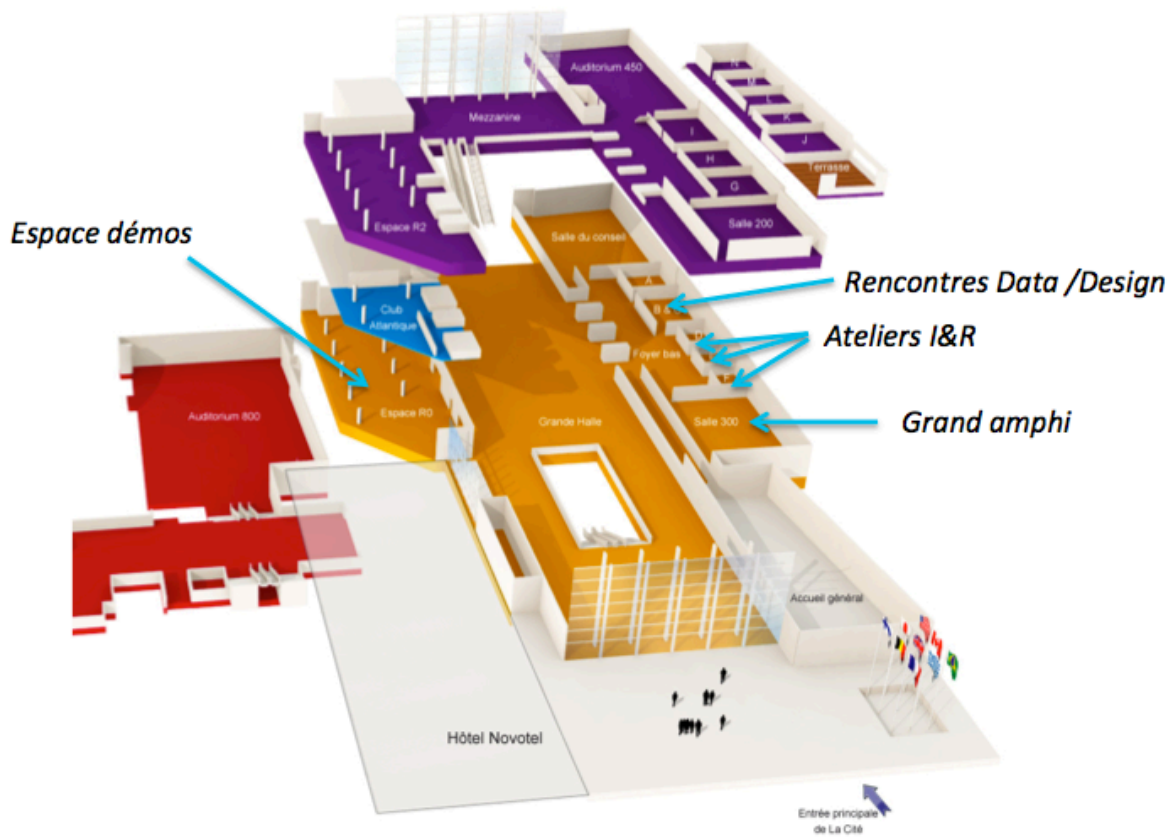 Auditorium 450
N
M
L
K
J
Terrasse
Mezzanine
I
H
G
Salle 200
Espace R2
Espace démos
Salle du conseil
A
B &
Rencontres Data /Design
Club
Atlantique
D
Ateliers I&R
Foyer bas
F
Auditorium 800
Espace R0
Grande Halle
Salle 300
Grand amphi
Accueil général
Hôtel Novotel
Entrée principale
de La Cité